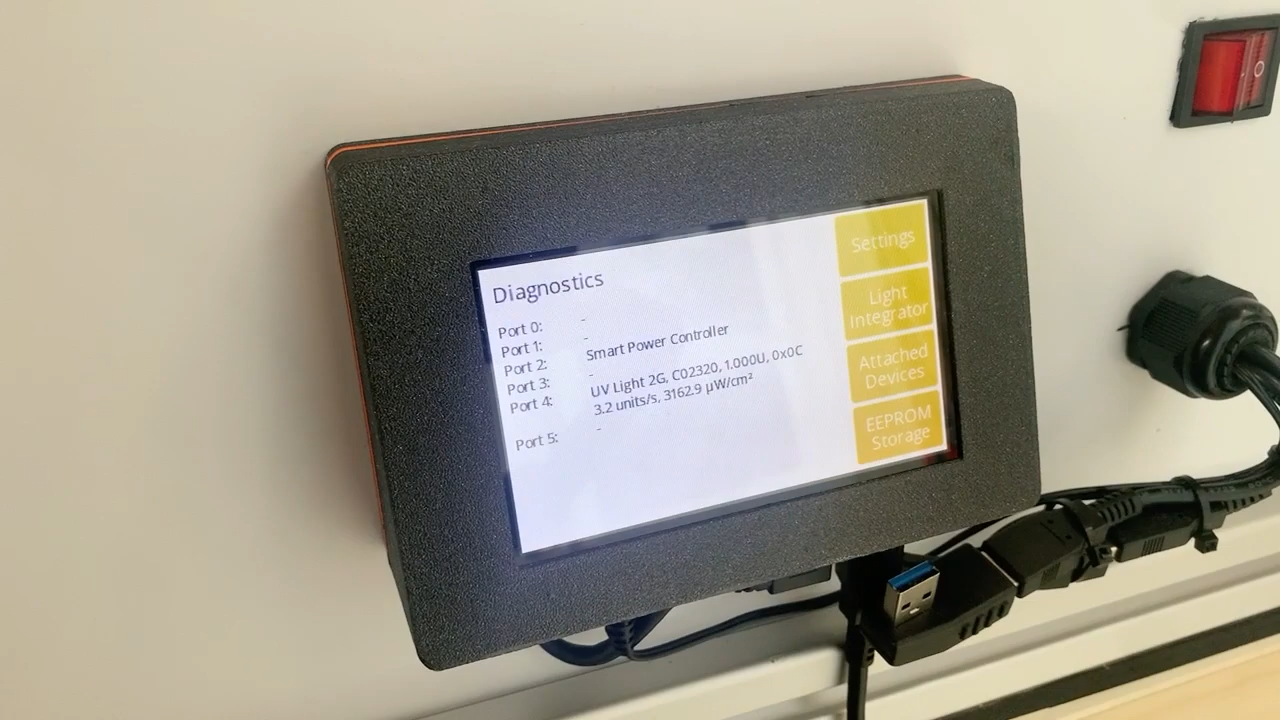 Diagnostics
Port 0: -
Port 1: -
Port 2: Smart Power Controller
Port 3: -
Port 4: UV Light 2G, C02320, 1.000U, 0x0C
3.2 units/s, 3162.9 µW/cm²
Port 5: -
Settings
Light
Integrator
Attached
Devices
EEPROM
Storage